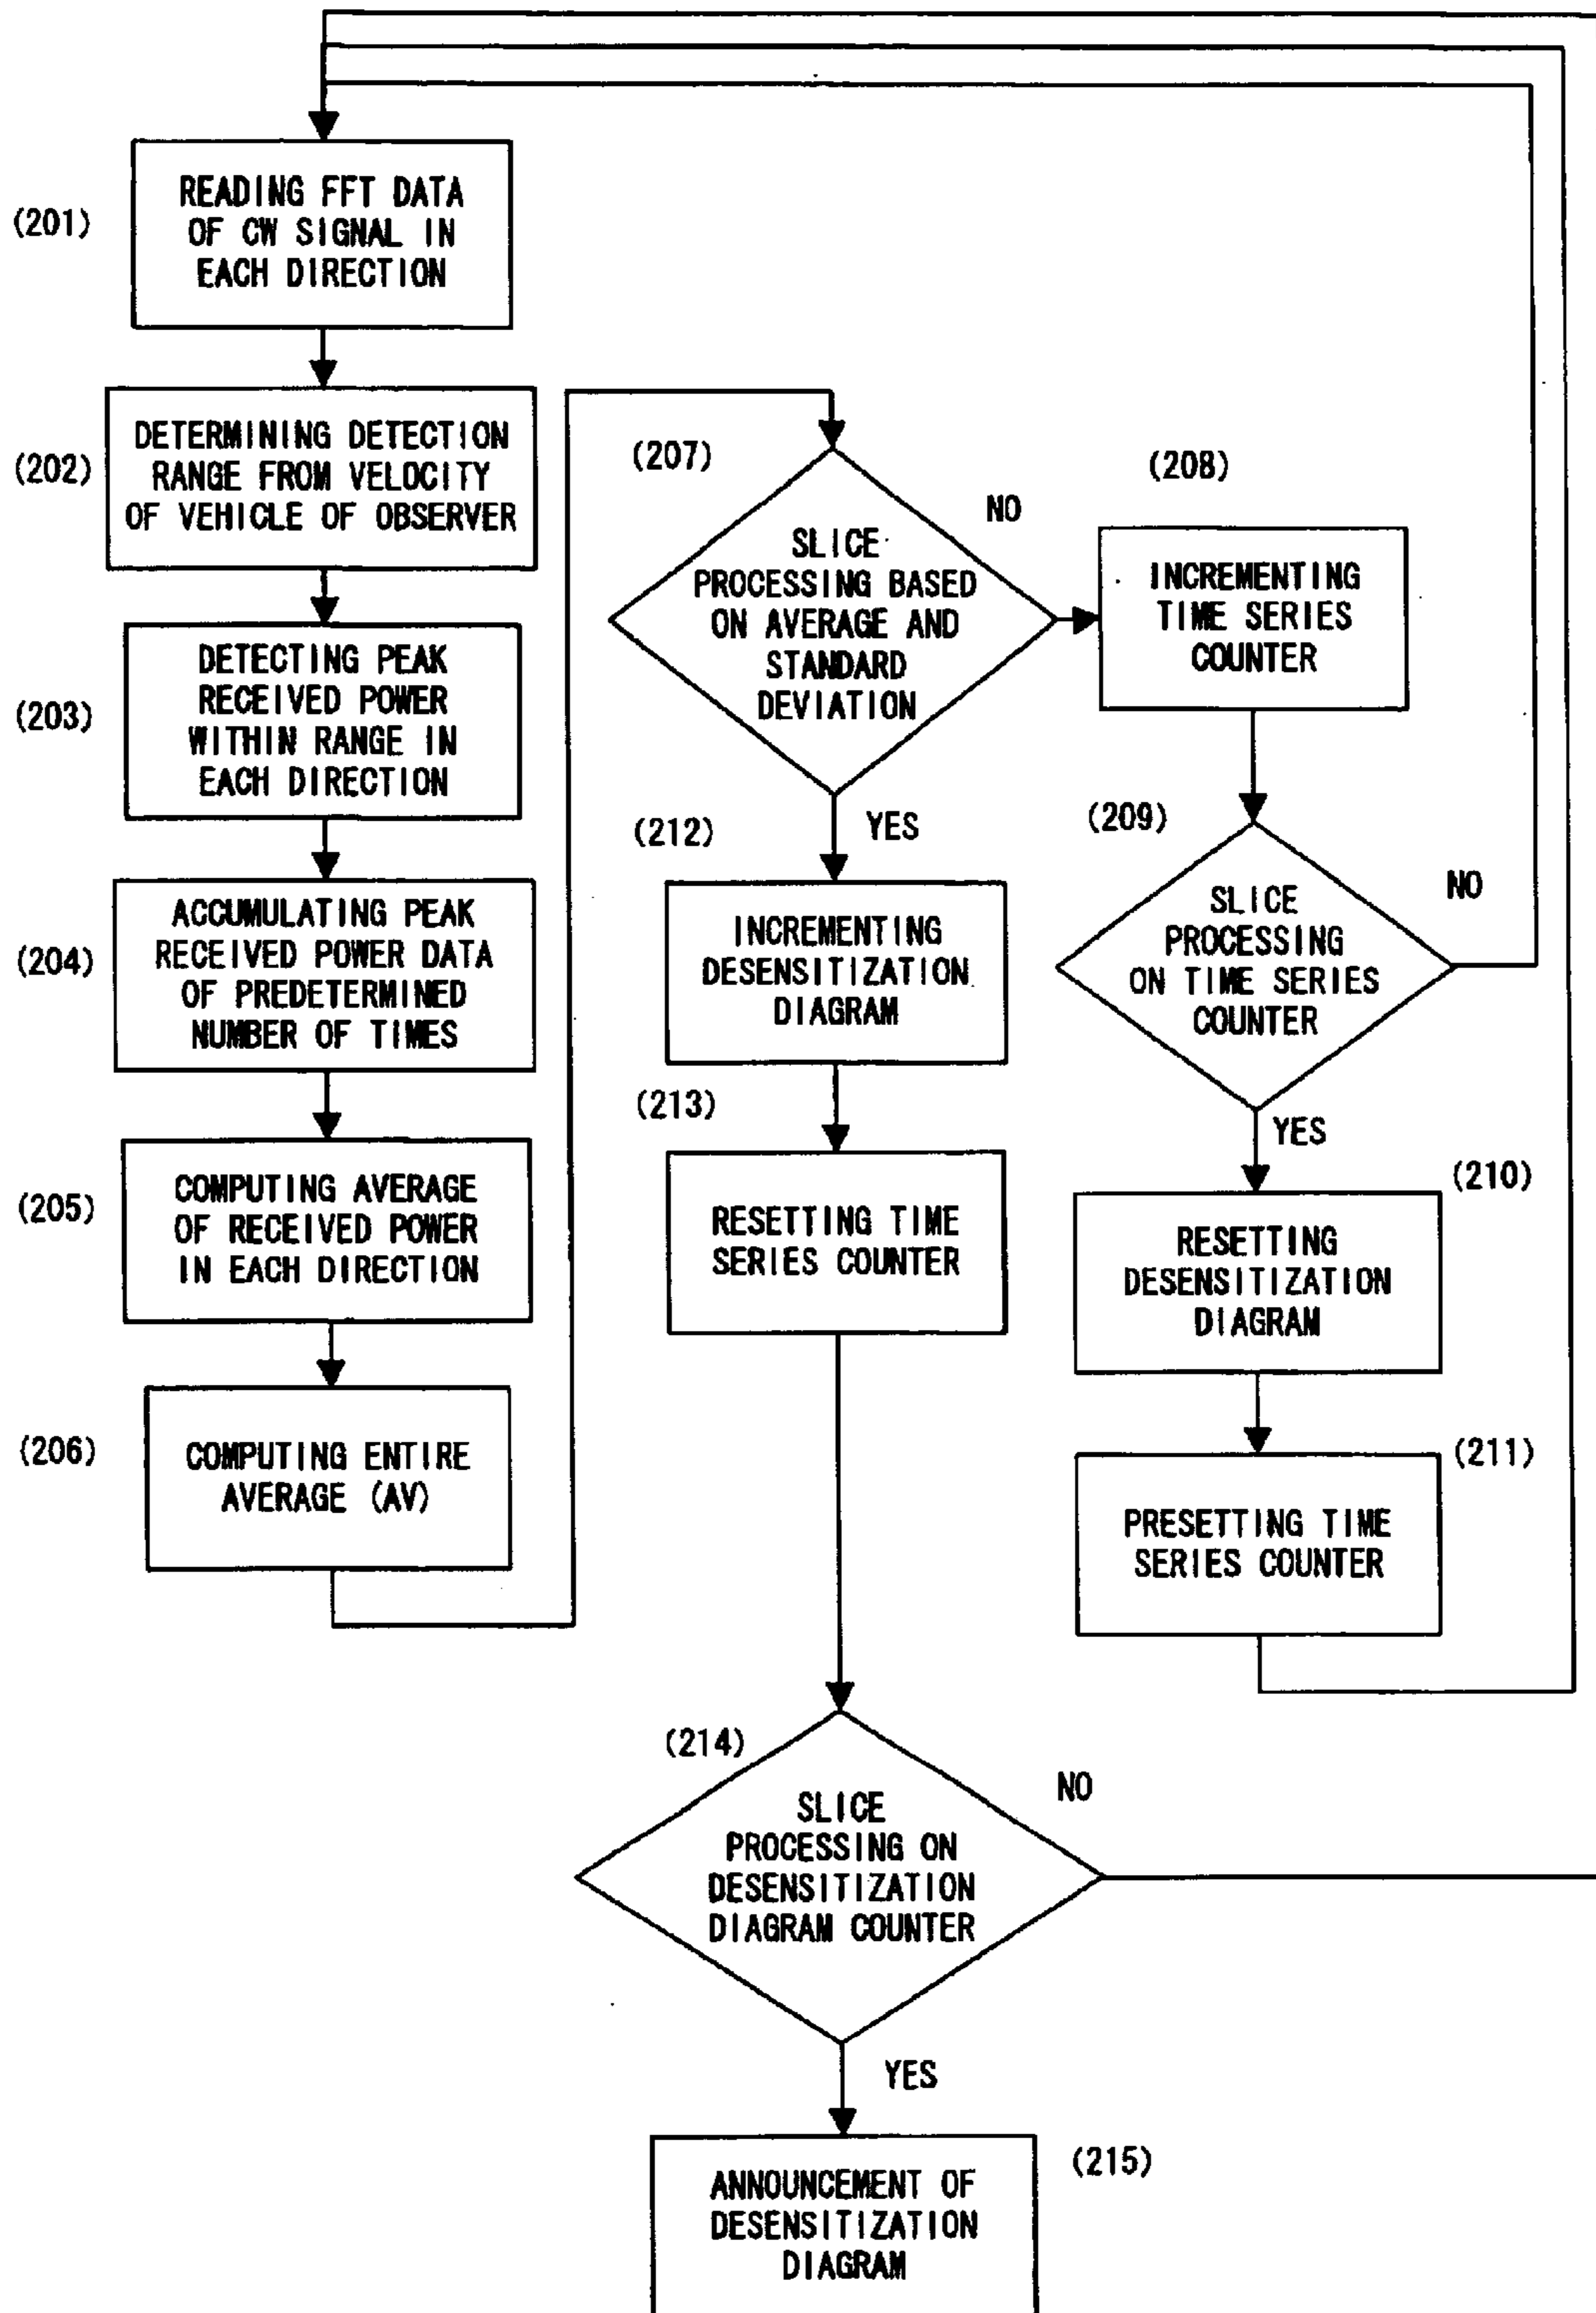 (201)
READING FFT DATA
OF CW SIGNAL IN
EACH DIRECTION
(202)
DETERMINING DETECTION
RANGE FROM VELOCITY
OF VEHICLE OF OBSERVER
(203)
DETECTING PEAK
RECEIVED POWER
WITHIN RANGE IN
EACH DIRECTION
(204)
ACCUMULATING PEAK
RECEIVED POWER DATA
OF PREDETERMINED
NUMBER OF TIMES
(205)
COMPUTING AVERAGE
OF RECEIVED POWER
IN EACH DIRECTION
(206)
COMPUTING ENTIRE
AVERAGE (AV)
(207)
SLICE
PROCESSING BASED
ON AVERAGE AND
STANDARD
DEVIATION
NO
YES
(208)
INCREMENTING
TIME SERIES
COUNTER
(209)
SLICE
PROCESSING
ON TIME SERIES
COUNTER
NO
YES
(210)
RESETTING
DESENSITIZATION
DIAGRAM
(211)
PRESETTING TIME
SERIES COUNTER
(212)
INCREMENTING
DESENSITIZATION
DIAGRAM
(213)
RESETTING TIME
SERIES COUNTER
(214)
SLICE
PROCESSING ON
DESENSITIZATION
DIAGRAM COUNTER
NO
YES
(215)
ANNOUNCEMENT OF
DESENSITIZATION
DIAGRAM